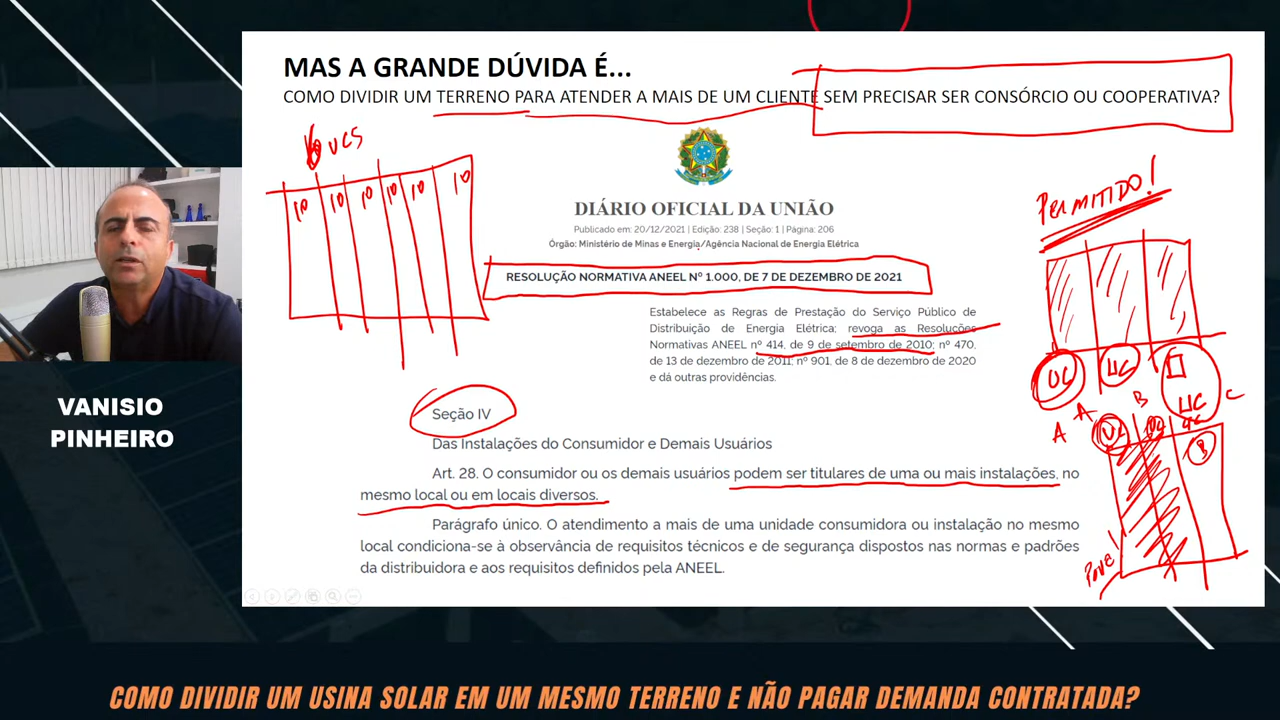 MAS A GRANDE DÚVIDA É...
COMO DIVIDIR UM TERRENO PARA ATENDER A MAIS DE UM CLIENTE SEM PRECISAR SER CONSÓRCIO OU COOPERATIVA?
6 UCS
10 10 10 10 10 10
DIÁRIO OFICIAL DA UNIÃO
Publicado em: 20/12/2021 | Edição: 238 | Seção: 1 | Página: 206
Órgão: Ministério de Minas e Energia/Agência Nacional de Energia Elétrica
RESOLUÇÃO NORMATIVA ANEEL Nº 1.000, DE 7 DE DEZEMBRO DE 2021
Estabelece as Regras de Prestação do Serviço Público de
Distribuição de Energia Elétrica; revoga as Resoluções
Normativas ANEEL nº 414, de 9 de setembro de 2010; nº 470,
de 13 de dezembro de 2011; nº 901, de 8 de dezembro de 2020
e dá outras providências.
Seção IV
Das Instalações do Consumidor e Demais Usuários
Art. 28. O consumidor ou os demais usuários podem ser titulares de uma ou mais instalações, no
mesmo local ou em locais diversos.
Parágrafo único. O atendimento a mais de uma unidade consumidora ou instalação no mesmo
local condiciona-se à observância de requisitos técnicos e de segurança dispostos nas normas e padrões
da distribuidora e aos requisitos definidos pela ANEEL.
PERMITIDO!
UC UC UC
A A B C
UC UC UC
B
VANISIO
PINHEIRO
COMO DIVIDIR UM USINA SOLAR EM UM MESMO TERRENO E NÃO PAGAR DEMANDA CONTRATADA?